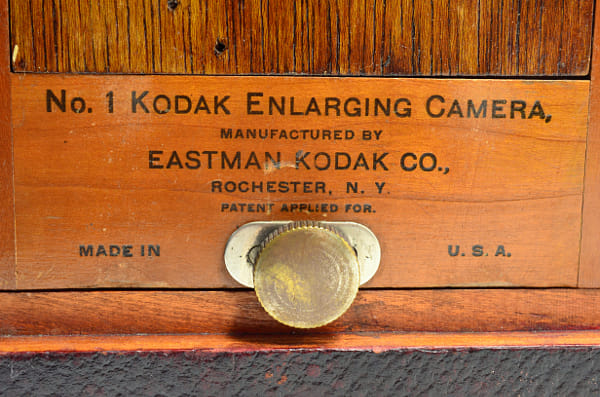 No. 1 KODAK ENLARGING CAMERA,
MANUFACTURED BY
EASTMAN KODAK CO.,
ROCHESTER, N. Y.
PATENT APPLIED FOR.
MADE IN U. S. A.